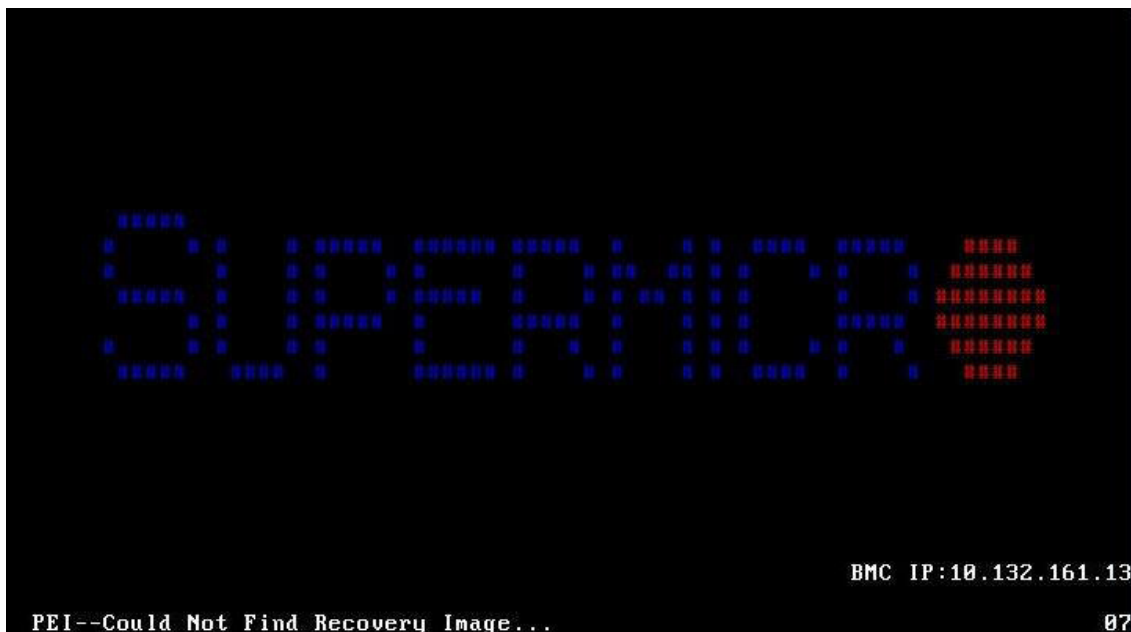 SUPERMICRO
BMC IP:10.132.161.13
PEI--Could Not Find Recovery Image...
07